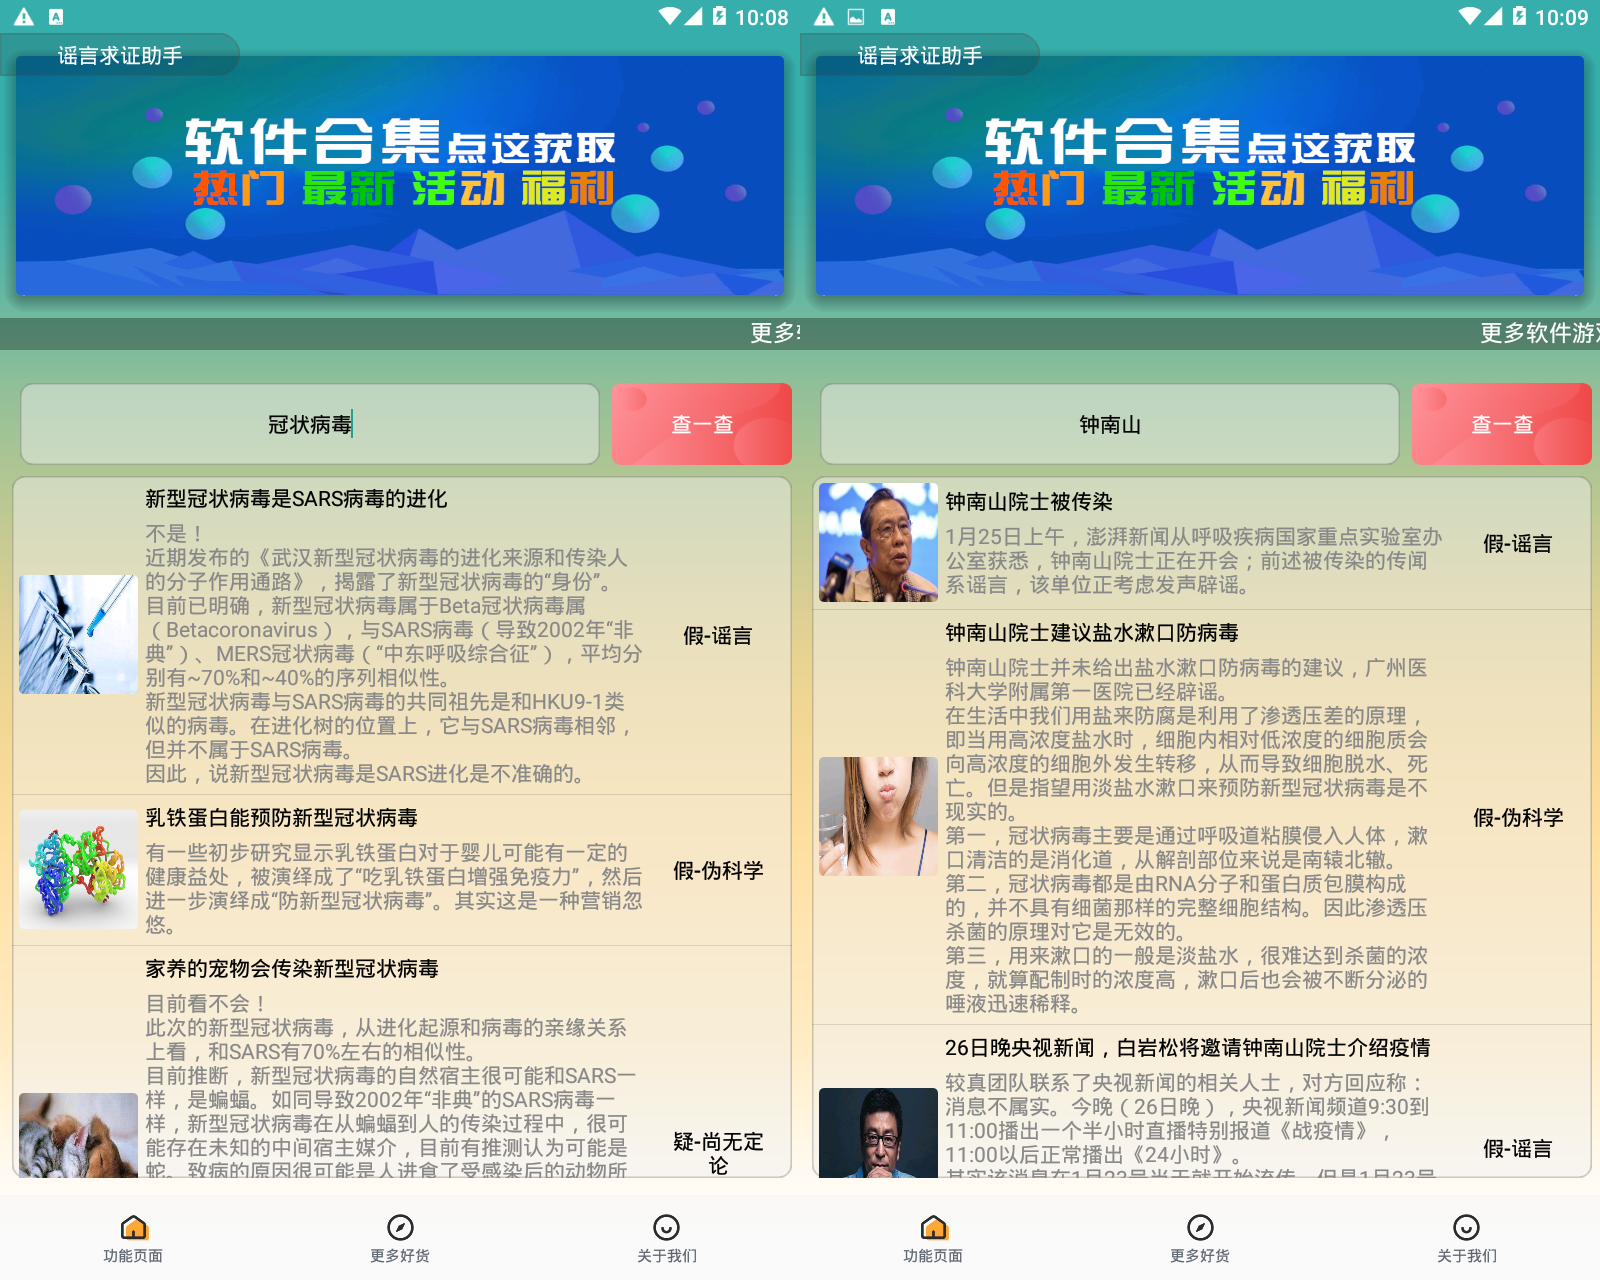 10:08
谣言求证助手
软件合集点这获取
热门 最新 活动 福利
更多
冠状病毒
查一查
新型冠状病毒是SARS病毒的进化
不是！
近期发布的《武汉新型冠状病毒的进化来源和传染人
的分子作用通路》，揭露了新型冠状病毒的“身份”。
目前已明确，新型冠状病毒属于Beta冠状病毒属
（Betacoronavirus），与SARS病毒（导致2002年“非
典”）、MERS冠状病毒（“中东呼吸综合征”），平均分
别有~70%和~40%的序列相似性。
新型冠状病毒与SARS病毒的共同祖先是和HKU9-1类
似的病毒。在进化树的位置上，它与SARS病毒相邻，
但并不属于SARS病毒。
因此，说新型冠状病毒是SARS进化是不准确的。
假-谣言
乳铁蛋白能预防新型冠状病毒
有一些初步研究显示乳铁蛋白对于婴儿可能有一定的
健康益处，被演绎成了“吃乳铁蛋白增强免疫力”，然后
进一步演绎成“防新型冠状病毒”。其实这是一种营销忽
悠。
假-伪科学
家养的宠物会传染新型冠状病毒
目前看不会！
此次的新型冠状病毒，从进化起源和病毒的亲缘关系
上看，和SARS有70%左右的相似性。
目前推断，新型冠状病毒的自然宿主很可能和SARS一
样，是蝙蝠。如同导致2002年“非典”的SARS病毒一
样，新型冠状病毒在从蝙蝠到人的传染过程中，很可
能存在未知的中间宿主媒介，目前有推测认为可能是
蛇。致病的原因很可能是人进食了受感染后的动物所
疑-尚无定
论
功能页面
更多好货
关于我们
10:09
谣言求证助手
软件合集点这获取
热门 最新 活动 福利
更多软件游
钟南山
查一查
钟南山院士被传染
1月25日上午，澎湃新闻从呼吸疾病国家重点实验室办
公室获悉，钟南山院士正在开会；前述被传染的传闻
系谣言，该单位正考虑发声辟谣。
假-谣言
钟南山院士建议盐水漱口防病毒
钟南山院士并未给出盐水漱口防病毒的建议，广州医
科大学附属第一医院已经辟谣。
在生活中我们用盐来防腐是利用了渗透压差的原理，
即当用高浓度盐水时，细胞内相对低浓度的细胞质会
向高浓度的细胞外发生转移，从而导致细胞脱水、死
亡。但是指望用淡盐水漱口来预防新型冠状病毒是不
现实的。
第一，冠状病毒主要是通过呼吸道粘膜侵入人体，漱
口清洁的是消化道，从解剖部位来说是南辕北辙。
第二，冠状病毒都是由RNA分子和蛋白质包膜构成
的，并不具有细菌那样的完整细胞结构。因此渗透压
杀菌的原理对它是无效的。
第三，用来漱口的一般是淡盐水，很难达到杀菌的浓
度，就算配制时的浓度高，漱口后也会被不断分泌的
唾液迅速稀释。
假-伪科学
26日晚央视新闻，白岩松将邀请钟南山院士介绍疫情
较真团队联系了央视新闻的相关人士，对方回应称：
消息不属实。今晚（26日晚），央视新闻频道9:30到
11:00播出一个半小时直播特别报道《战疫情》，
11:00以后正常播出《24小时》。
其实该消息在1月23号当天就开始流传，但是1月23号
假-谣言
功能页面
更多好货
关于我们